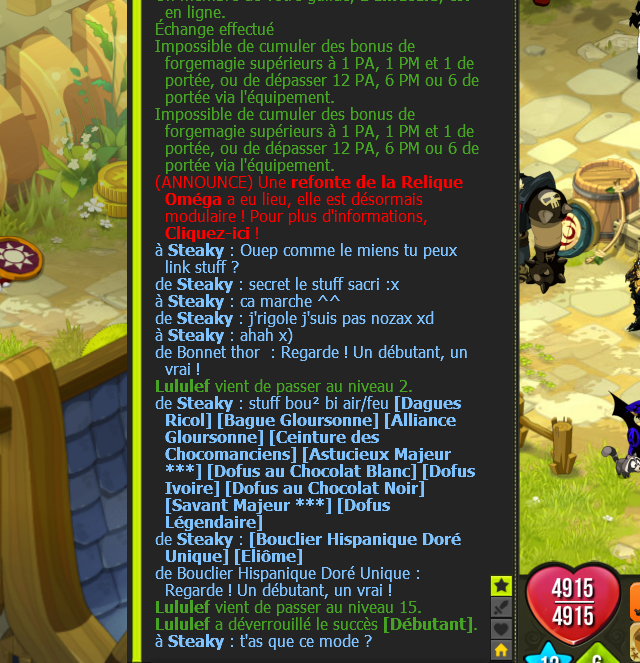 en ligne.
Échange effectué
Impossible de cumuler des bonus de
forgemagie supérieurs à 1 PA, 1 PM et 1 de
portée, ou de dépasser 12 PA, 6 PM ou 6 de
portée via l'équipement.
Impossible de cumuler des bonus de
forgemagie supérieurs à 1 PA, 1 PM et 1 de
portée, ou de dépasser 12 PA, 6 PM ou 6 de
portée via l'équipement.
(ANNOUNCE) Une refonte de la Relique
Oméga a eu lieu, elle est désormais
modulaire ! Pour plus d'informations,
Cliquez-ici !
à Steaky : Ouep comme le miens tu peux
link stuff ?
de Steaky : secret le stuff sacri :x
à Steaky : ca marche ^^
de Steaky : j'rigole j'suis pas nozax xd
à Steaky : ahah x)
de Bonnet thor : Regarde ! Un débutant, un
vrai !
Lululef vient de passer au niveau 2.
de Steaky : stuff bou² bi air/feu [Dagues
Ricol] [Bague Gloursonne] [Alliance
Gloursonne] [Ceinture des
Chocomanciens] [Astucieux Majeur
***] [Dofus au Chocolat Blanc] [Dofus
Ivoire] [Dofus au Chocolat Noir]
[Savant Majeur ***] [Dofus
Légendaire]
de Steaky : [Bouclier Hispanique Doré
Unique] [Eliôme]
de Bouclier Hispanique Doré Unique :
Regarde ! Un débutant, un vrai !
Lululef vient de passer au niveau 15.
Lululef a déverrouillé le succès [Débutant].
à Steaky : t'as que ce mode ?
4915
4915